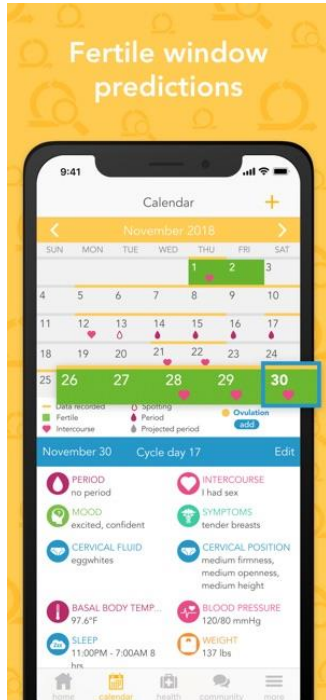 Fertile window
predictions
9:41
Calendar
November 2018
SUN MON TUE WED THU FRI SAT
1 2 3
4 5 6 7 8 9 10
11 12 13 14 15 16 17
18 19 20 21 22 23 24
25 26 27 28 29 30
Data recorded Spotting
Fertile Period Ovulation
Intercourse Projected period add
November 30 Cycle day 17 Edit
PERIOD INTERCOURSE
no period I had sex
MOOD SYMPTOMS
excited, confident tender breasts
CERVICAL FLUID CERVICAL POSITION
eggwhites medium firmness,
medium openness,
medium height
BASAL BODY TEMP... BLOOD PRESSURE
97.6°F 120/80 mmHg
SLEEP WEIGHT
11:00PM - 7:00AM 8 137 lbs
hrs
home calendar health community more